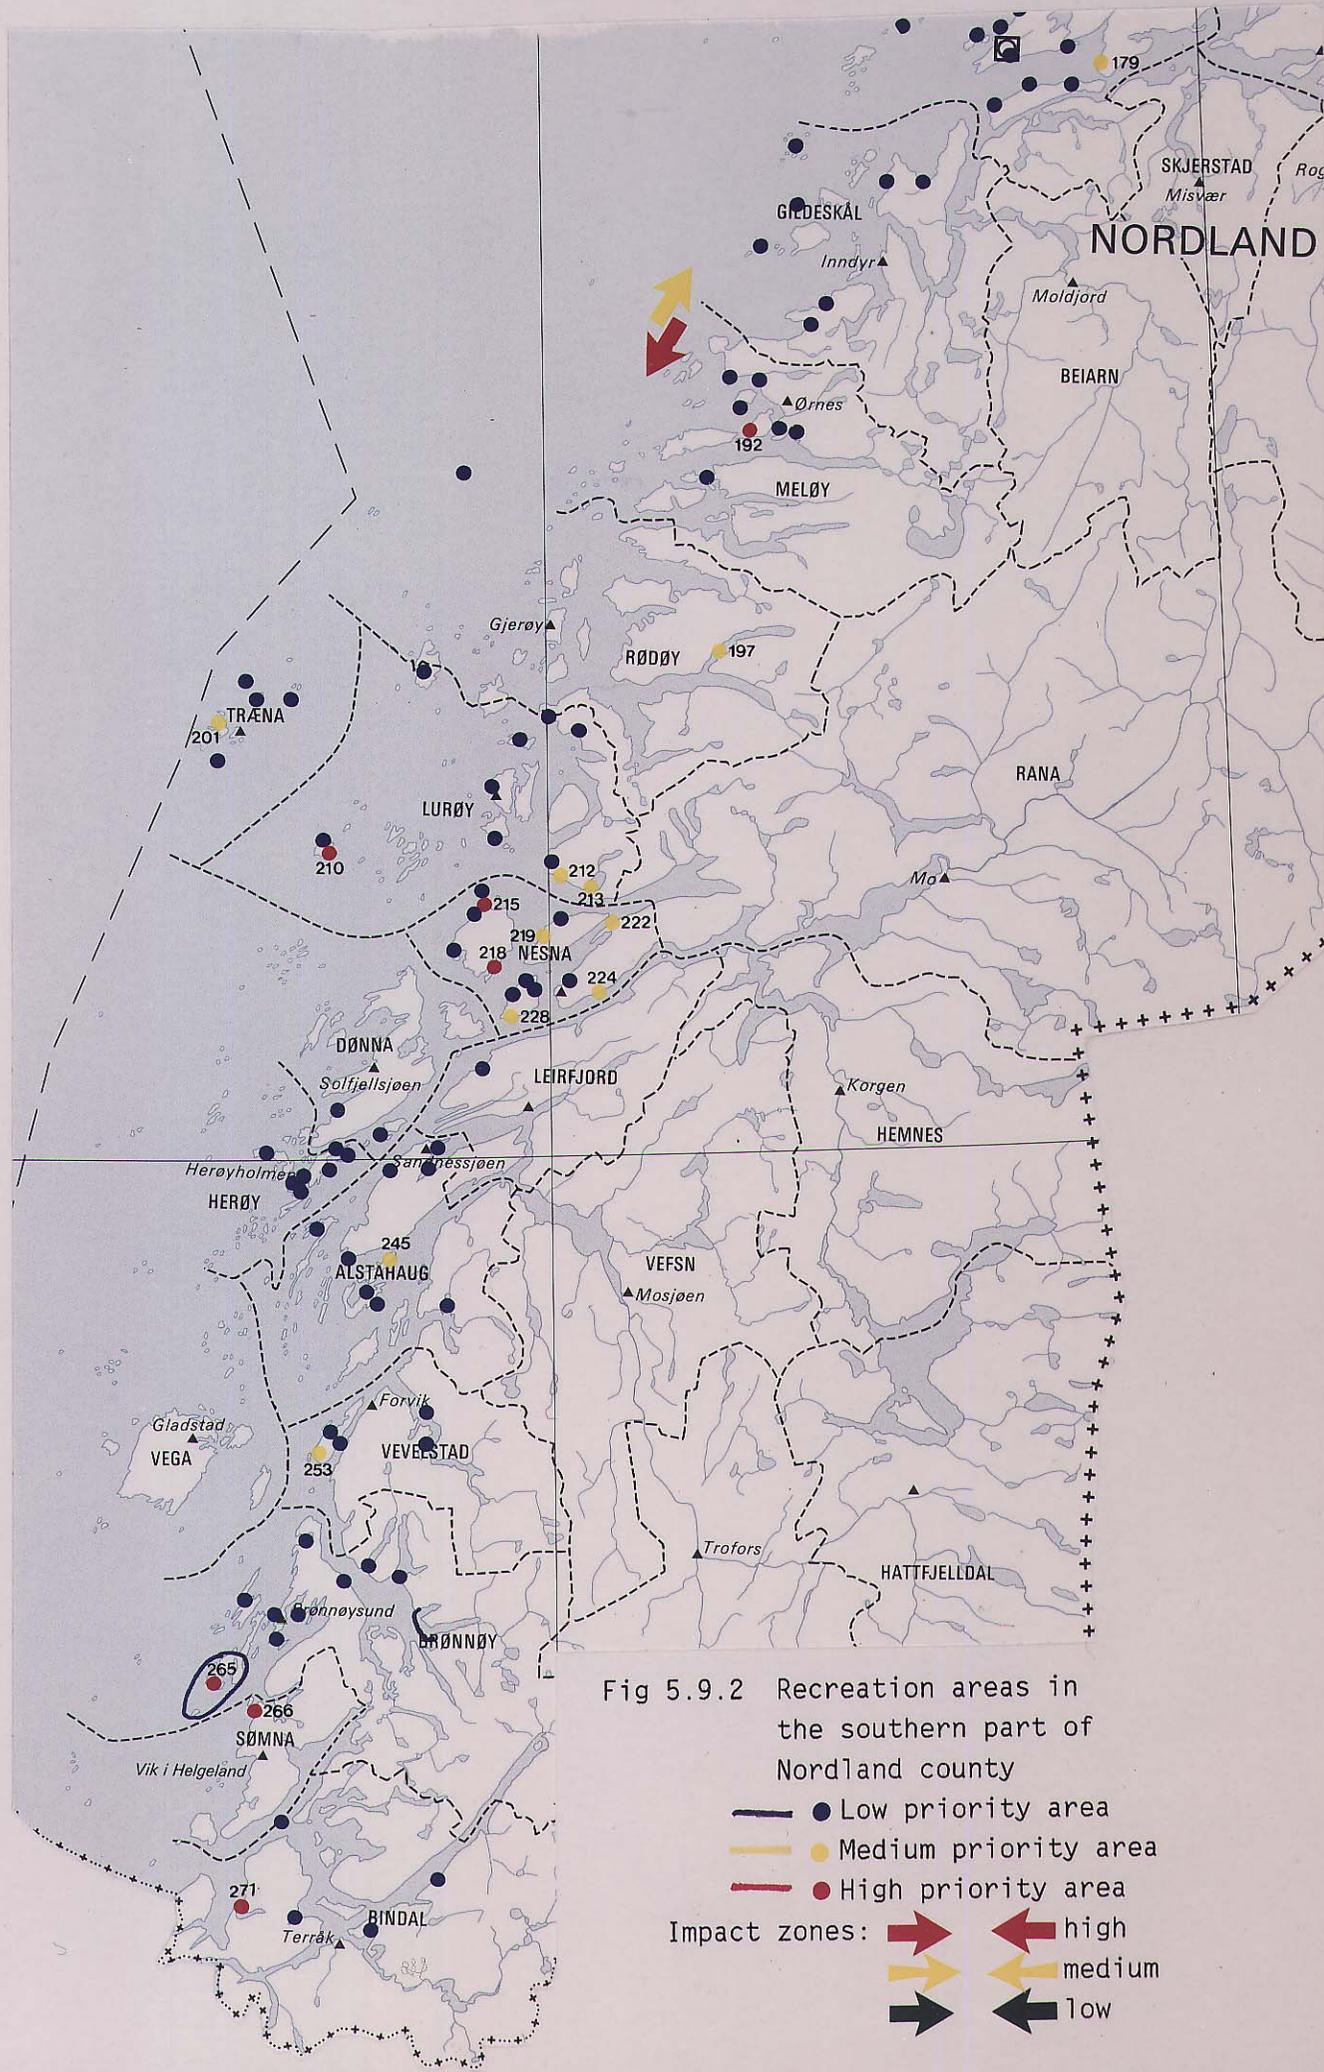 179
SKJERSTAD
Rog
Misvær
GILDESKÅL
NORDLAND
Inndyr
Moldjord
BEIARN
Ørnes
192
MELØY
Gjerøy
RØDØY
197
TRÆNA
201
RANA
LURØY
210
212
Mo
213
215
222
219
NESNA
218
224
228
DØNNA
Solfjellsjøen
LEIRFJORD
Korgen
HEMNES
Sandnessjøen
Herøyholmen
HERØY
245
ALSTAHAUG
VEFSN
Mosjøen
Forvik
Gladstad
VEGA
VEVELSTAD
253
Trofors
HATTFJELLDAL
Brønnøysund
BRØNNØY
265
266
SØMNA
Vik i Helgeland
271
BINDAL
Terråk
Fig 5.9.2 Recreation areas in
the southern part of
Nordland county
Low priority area
Medium priority area
High priority area
Impact zones: high
medium
low